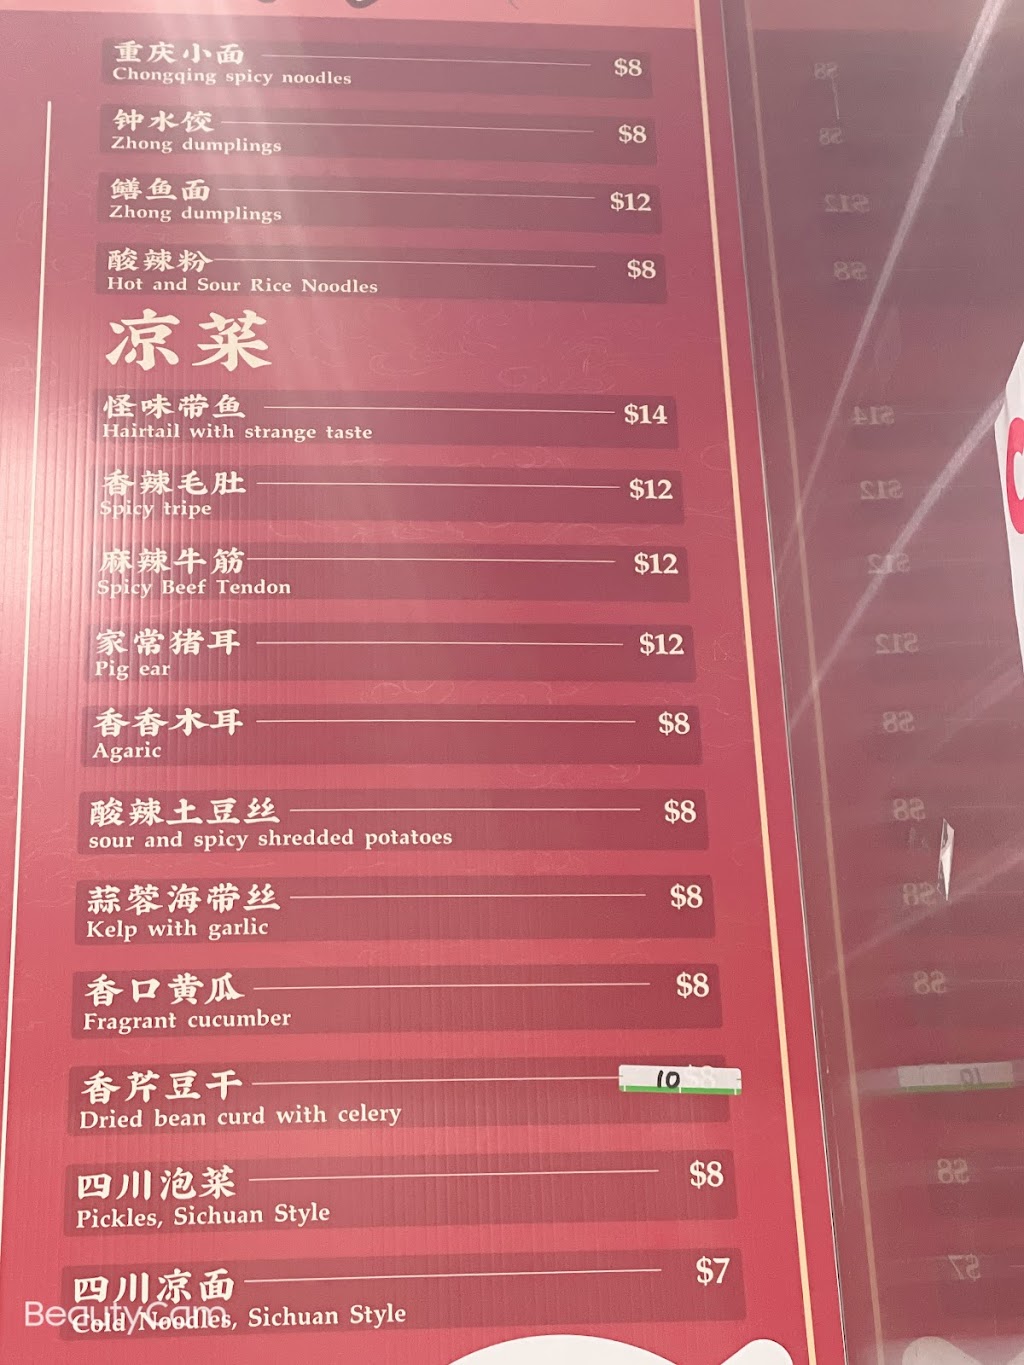 重庆小面 $8
Chongqing spicy noodles
钟水饺 $8
Zhong dumplings
鳝鱼面 $12
Zhong dumplings
酸辣粉 $8
Hot and Sour Rice Noodles
凉菜
怪味带鱼 $14
Hairtail with strange taste
香辣毛肚 $12
Spicy tripe
麻辣牛筋 $12
Spicy Beef Tendon
家常猪耳 $12
Pig ear
香香木耳 $8
Agaric
酸辣土豆丝 $8
sour and spicy shredded potatoes
蒜蓉海带丝 $8
Kelp with garlic
香口黄瓜 $8
Fragrant cucumber
香芹豆干 10 $8
Dried bean curd with celery
四川泡菜 $8
Pickles, Sichuan Style
四川凉面 $7
Cold Noodles, Sichuan Style
BeautyCam